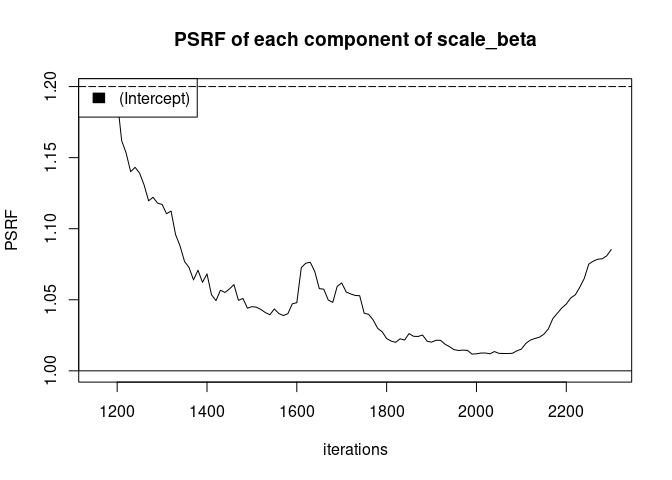 PSRF of each component of scale_beta
(Intercept)
PSRF
1.20
1.15
1.10
1.05
1.00
1200 1400 1600 1800 2000 2200
iterations